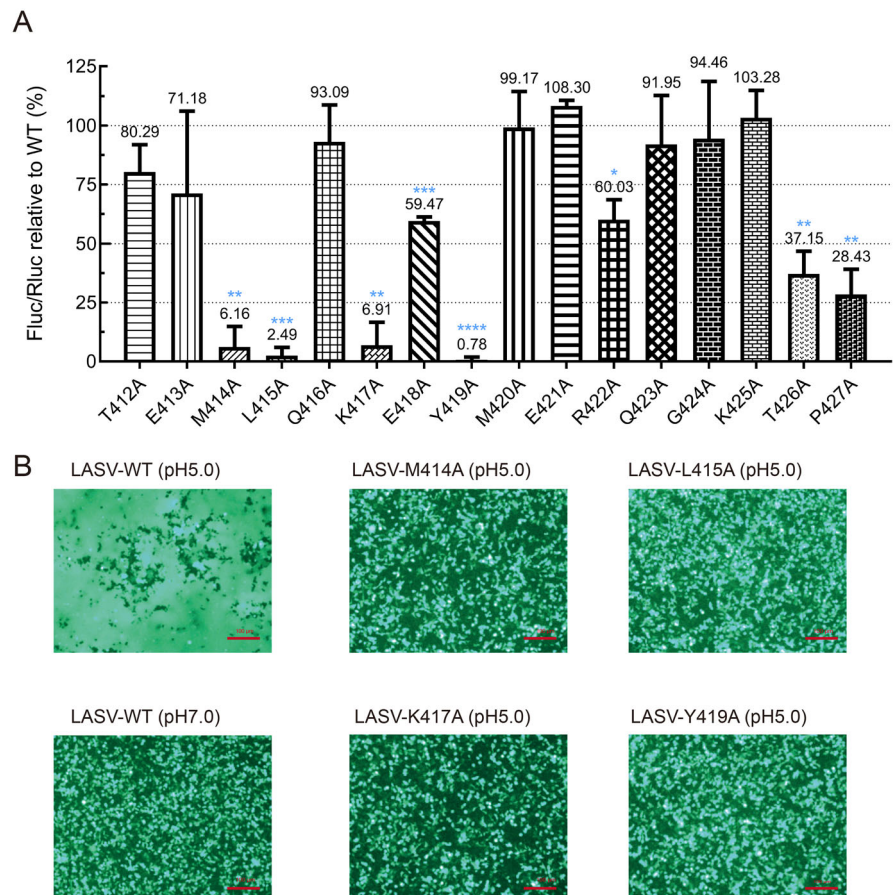 A
Fluc/Rluc relative to WT (%)
125
100
75
50
25
0
80.29
71.18
**
6.16
***
2.49
93.09
**
6.91
***
59.47
****
0.78
99.17
108.30
*
60.03
91.95
94.46
103.28
**
37.15
**
28.43
T412A
E413A
M414A
L415A
Q416A
K417A
E418A
Y419A
M420A
E421A
R422A
Q423A
G424A
K425A
T426A
P427A
B
LASV-WT (pH5.0)
LASV-M414A (pH5.0)
LASV-L415A (pH5.0)
LASV-WT (pH7.0)
LASV-K417A (pH5.0)
LASV-Y419A (pH5.0)